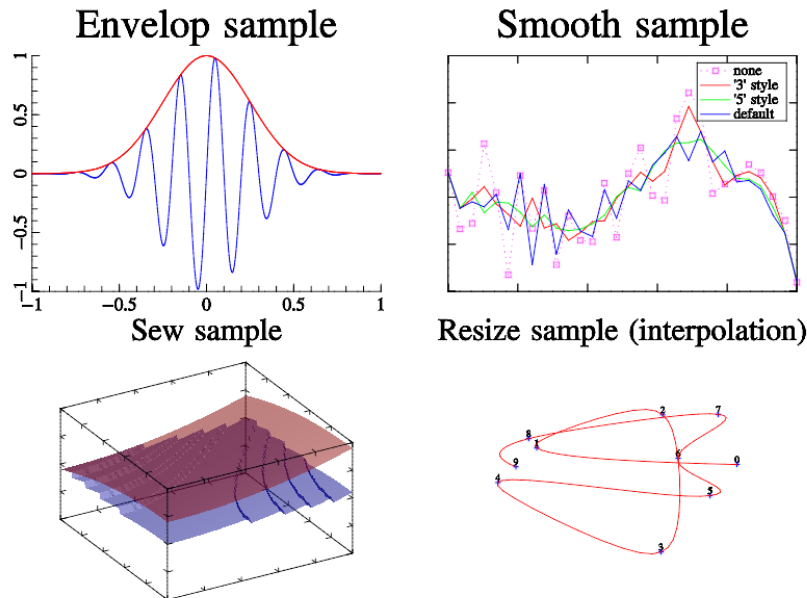 Envelop sample
Smooth sample
1
0.5
0
−0.5
−1
−1 −0.5 0 0.5 1
none
'3' style
'5' style
default
Sew sample
Resize sample (interpolation)
2
7
8
1
6
0
9
4
5
3